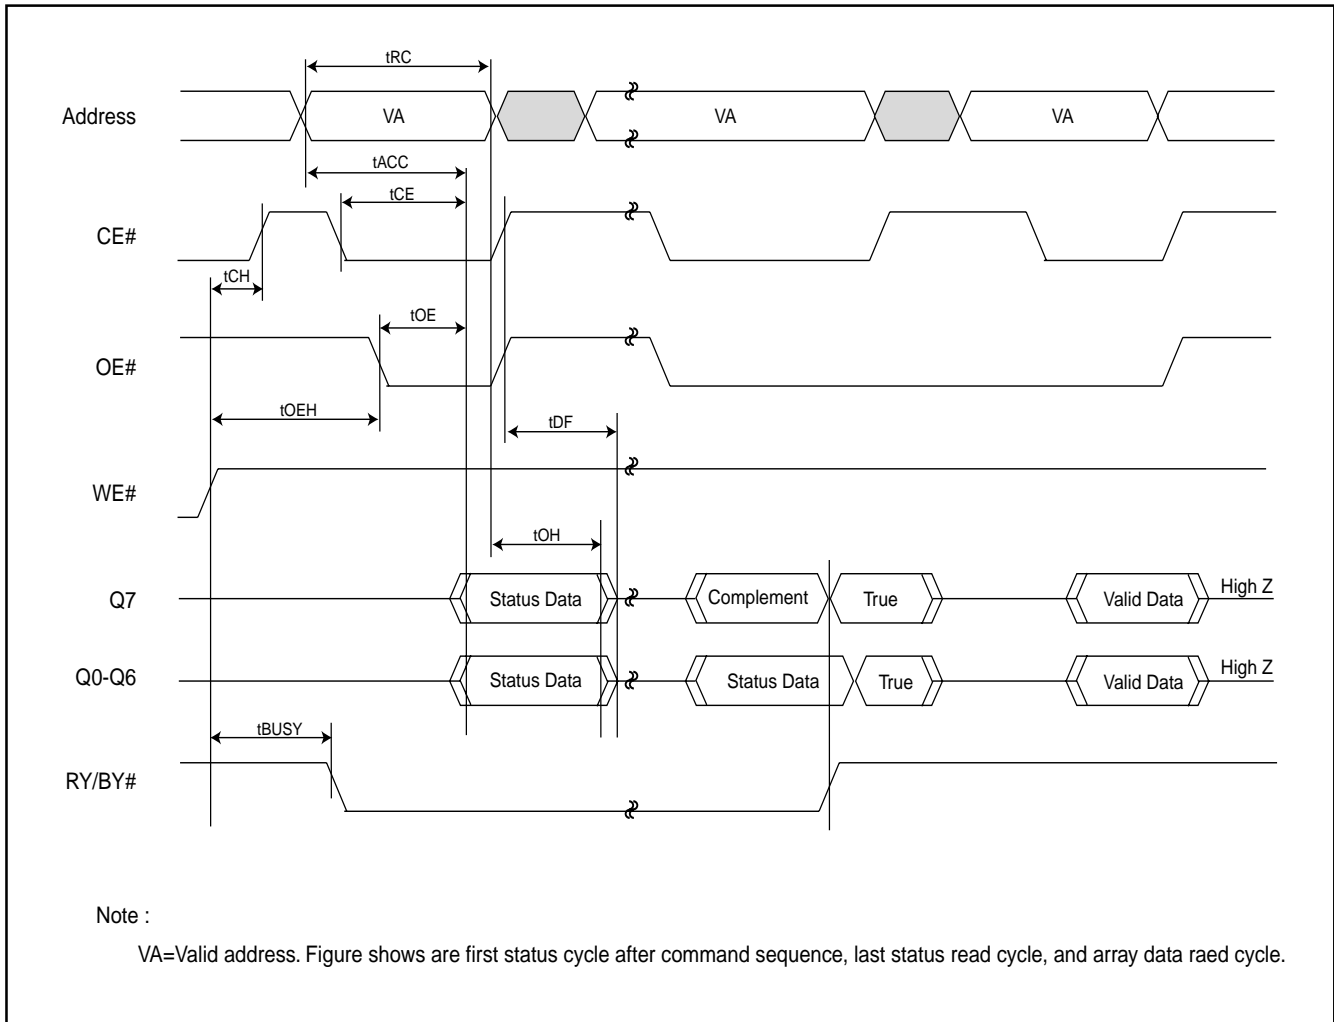 tRC
Address
VA
VA
VA
tACC
tCE
CE#
tCH
tOE
OE#
tOEH
tDF
WE#
tOH
Q7
Status Data
Complement
True
Valid Data
High Z
Q0-Q6
Status Data
Status Data
True
Valid Data
High Z
tBUSY
RY/BY#
Note :
VA=Valid address. Figure shows are first status cycle after command sequence, last status read cycle, and array data raed cycle.